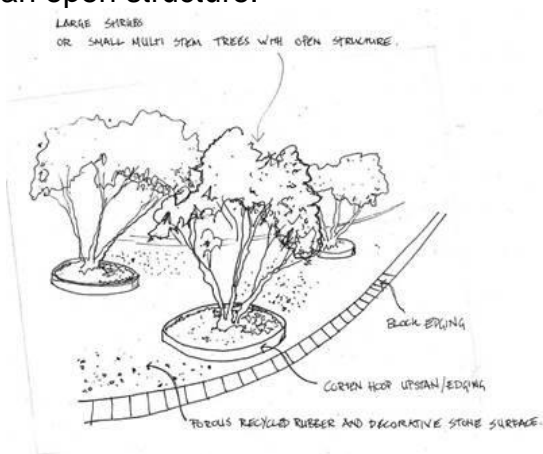 an open structure.
LARGE SHRUBS
OR SMALL MULTI STEM TREES WITH OPEN STRUCTURE.
BLOCK EDGING
CORTEN HOOP UPSTAN/EDGING
POROUS RECYCLED RUBBER AND DECORATIVE STONE SURFACE.